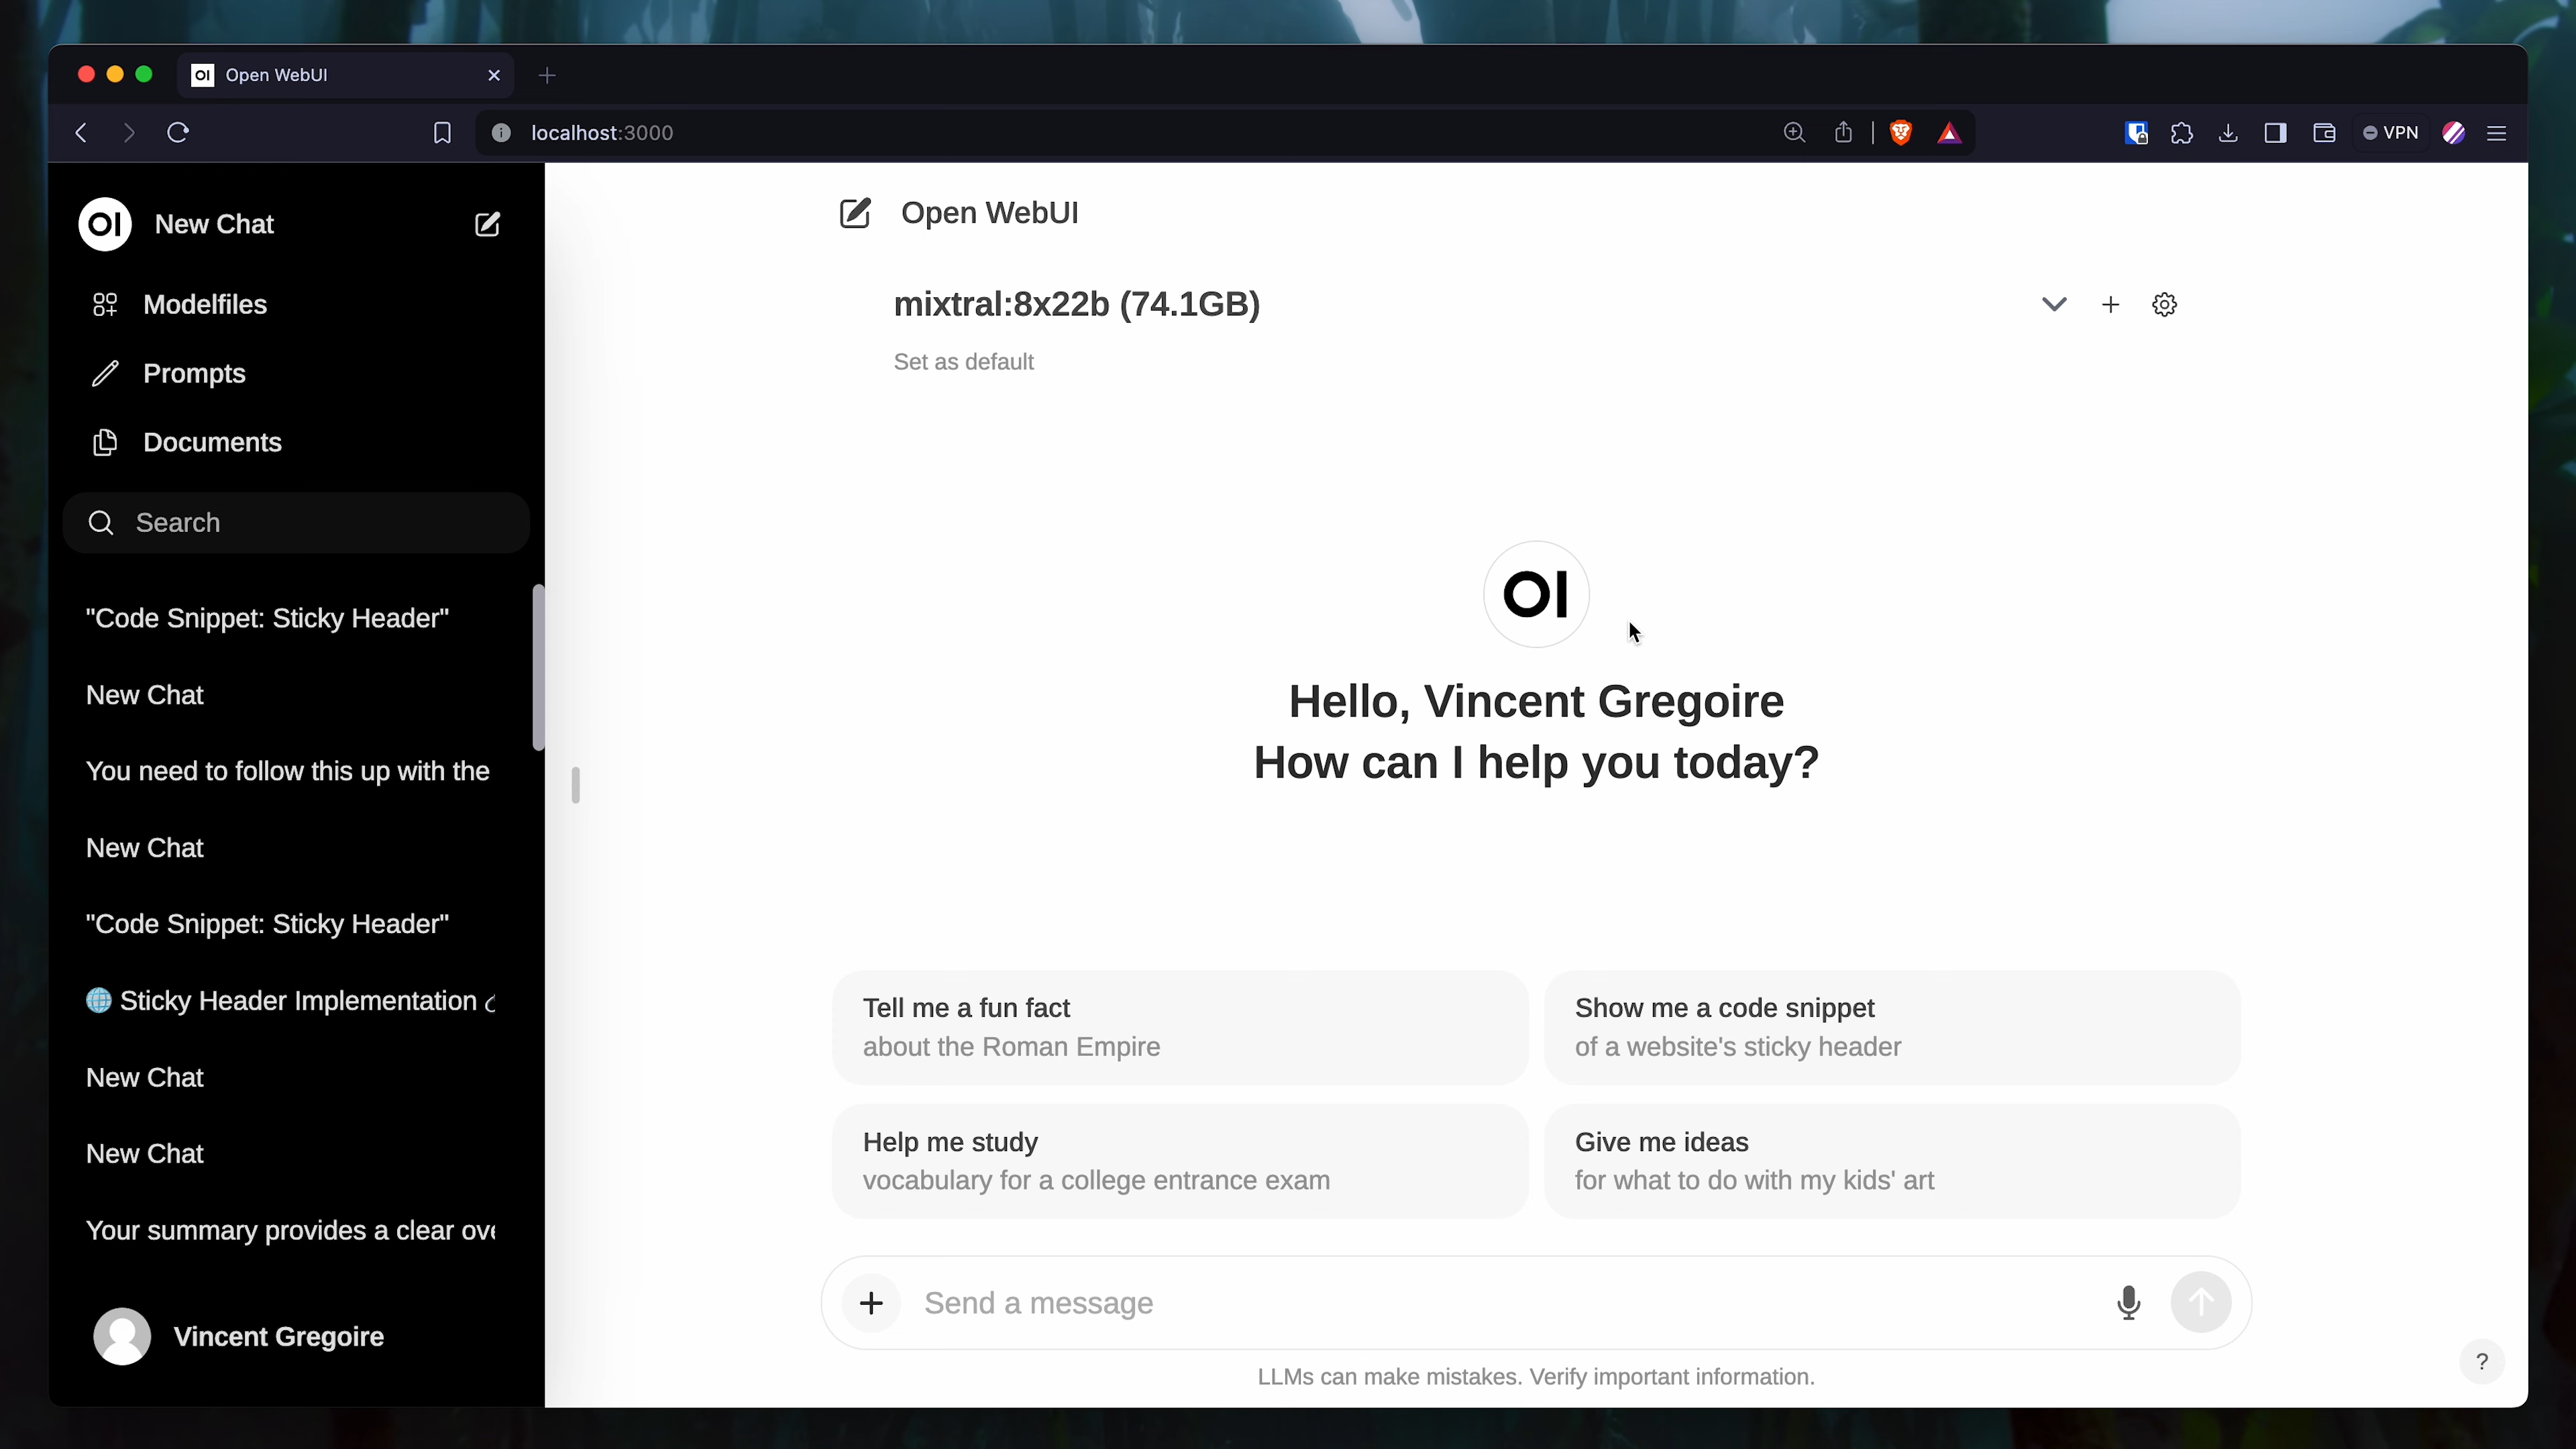 OI Open WebUI
localhost:3000
VPN
OI New Chat
Modelfiles
Prompts
Documents
Search
"Code Snippet: Sticky Header"
New Chat
You need to follow this up with the
New Chat
"Code Snippet: Sticky Header"
Sticky Header Implementation
New Chat
New Chat
Your summary provides a clear ove
Vincent Gregoire
Open WebUI
mixtral:8x22b (74.1GB)
Set as default
OI
Hello, Vincent Gregoire
How can I help you today?
Tell me a fun fact
about the Roman Empire
Show me a code snippet
of a website's sticky header
Help me study
vocabulary for a college entrance exam
Give me ideas
for what to do with my kids' art
Send a message
LLMs can make mistakes. Verify important information.
?